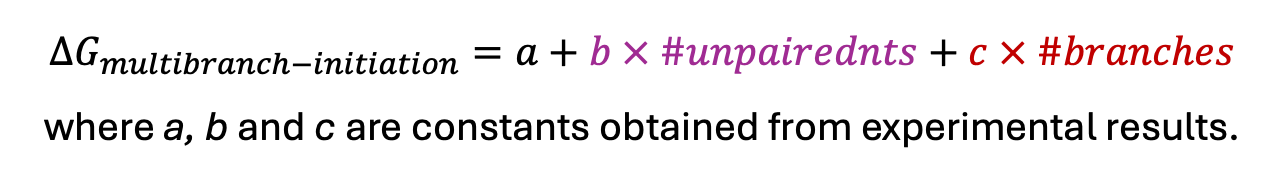 ΔG_multibranch−initiation = a + b × #unpairednts + c × #branches
where a, b and c are constants obtained from experimental results.